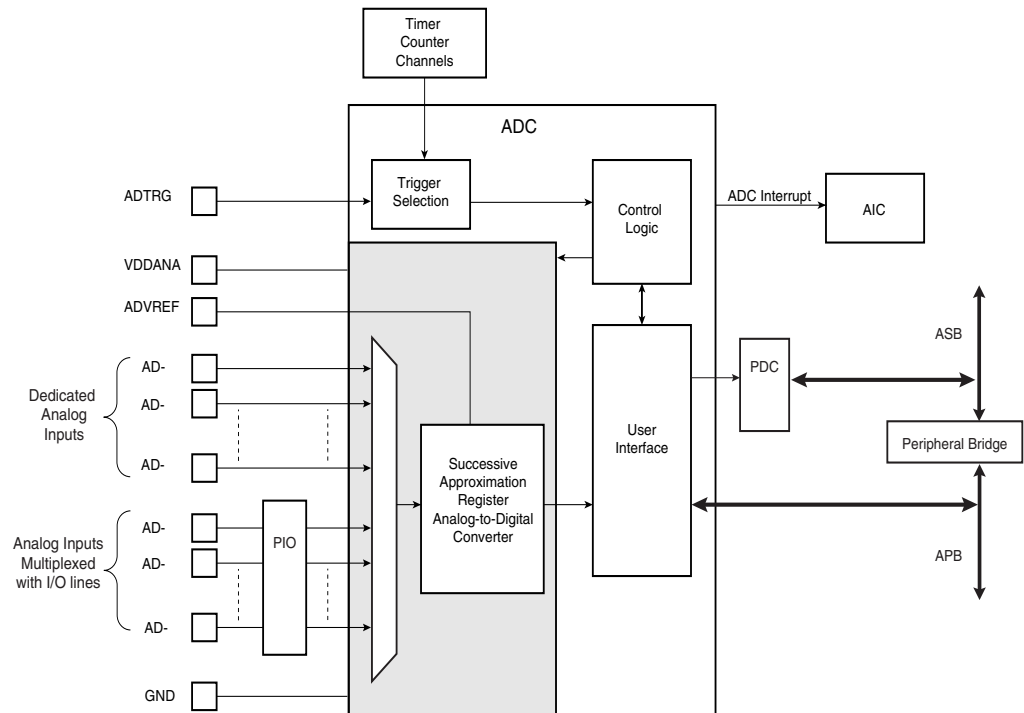 Timer
Counter
Channels
ADC
ADTRG
Trigger
Selection
Control
Logic
ADC Interrupt
AIC
VDDANA
ADVREF
Dedicated
Analog
Inputs
AD-
AD-
AD-
PDC
ASB
User
Interface
Peripheral Bridge
Successive
Approximation
Register
Analog-to-Digital
Converter
Analog Inputs
Multiplexed
with I/O lines
AD-
AD-
AD-
PIO
APB
GND